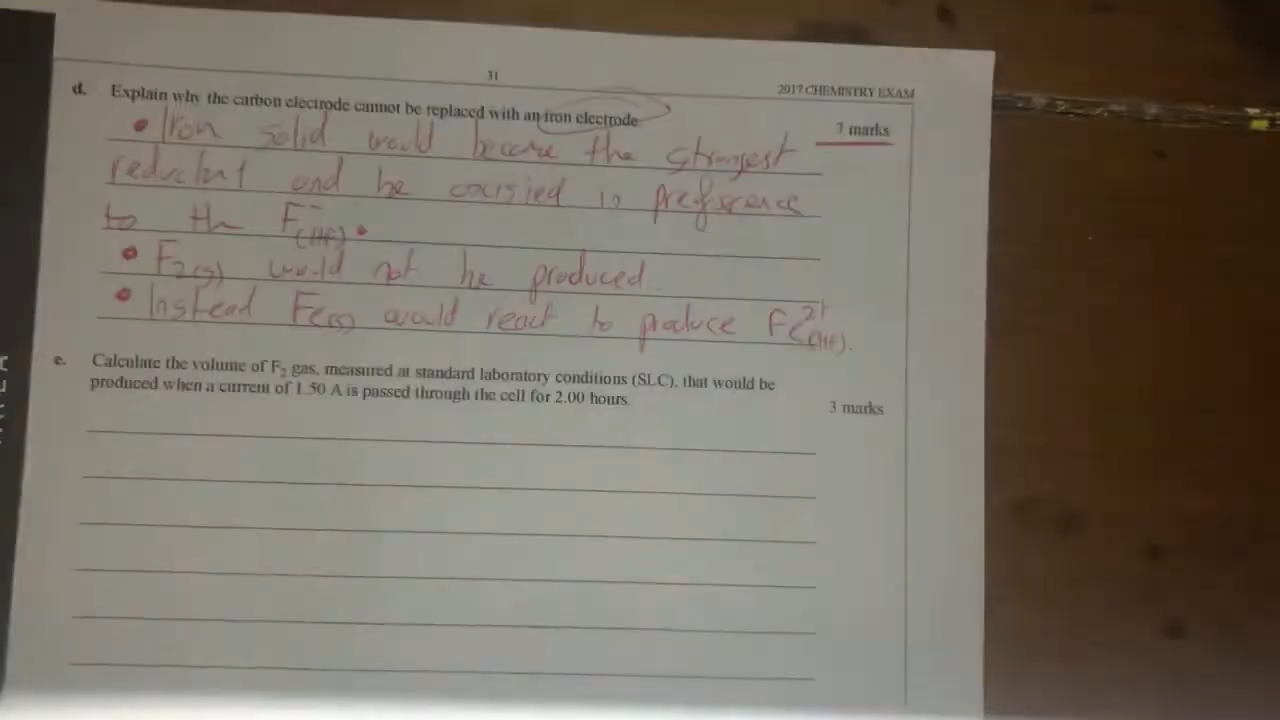 31
2017 CHEMISTRY EXAM
d. Explain why the carbon electrode cannot be replaced with an iron electrode
? marks
• Iron solid would become the strongest
reductant and be oxisied in preference
to the F⁻(HF).
• F₂(g) would not be produced.
• Instead Fe(s) would react to produce Fe²⁺(HF).
e. Calculate the volume of F₂ gas, measured at standard laboratory conditions (SLC), that would be
produced when a current of 1.50 A is passed through the cell for 2.00 hours.
3 marks